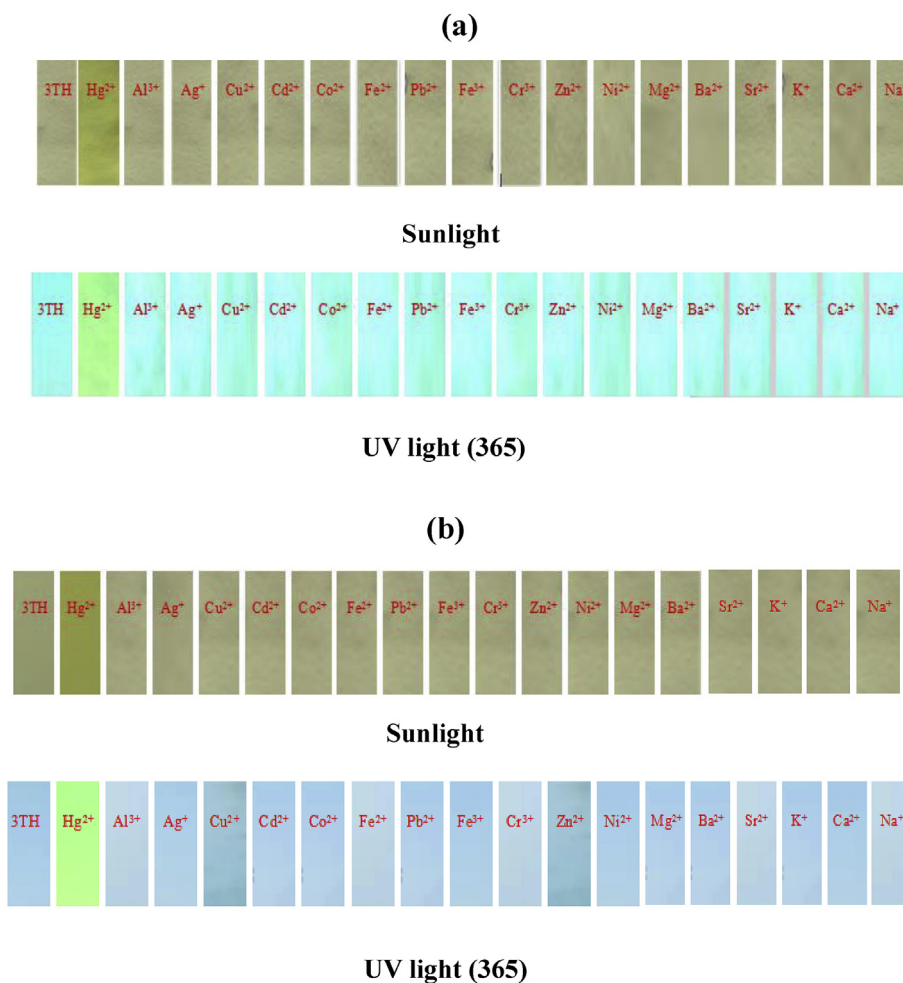 (a)
3TH Hg²⁺ Al³⁺ Ag⁺ Cu²⁺ Cd²⁺ Co²⁺ Fe²⁺ Pb²⁺ Fe³⁺ Cr³⁺ Zn²⁺ Ni²⁺ Mg²⁺ Ba²⁺ Sr³⁺ K⁺ Ca²⁺ Na
Sunlight
3TH Hg²⁺ Al³⁺ Ag⁺ Cu²⁺ Cd²⁺ Co²⁺ Fe²⁺ Pb²⁺ Fe³⁺ Cr³⁺ Zn²⁺ Ni²⁺ Mg²⁺ Ba²⁺ Sr²⁺ K⁺ Ca²⁺ Na⁺
UV light (365)
(b)
3TH Hg²⁺ Al³⁺ Ag⁺ Cu²⁺ Cd²⁺ Co²⁺ Fe²⁺ Pb²⁺ Fe³⁺ Cr³⁺ Zn²⁺ Ni²⁺ Mg²⁺ Ba²⁺ Sr²⁺ K⁺ Ca²⁺ Na⁺
Sunlight
3TH Hg²⁺ Al³⁺ Ag⁺ Cu²⁺ Cd²⁺ Co²⁺ Fe²⁺ Pb²⁺ Fe³⁺ Cr³⁺ Zn²⁺ Ni²⁺ Mg²⁺ Ba²⁺ Sr²⁺ K⁺ Ca²⁺ Na⁺
UV light (365)